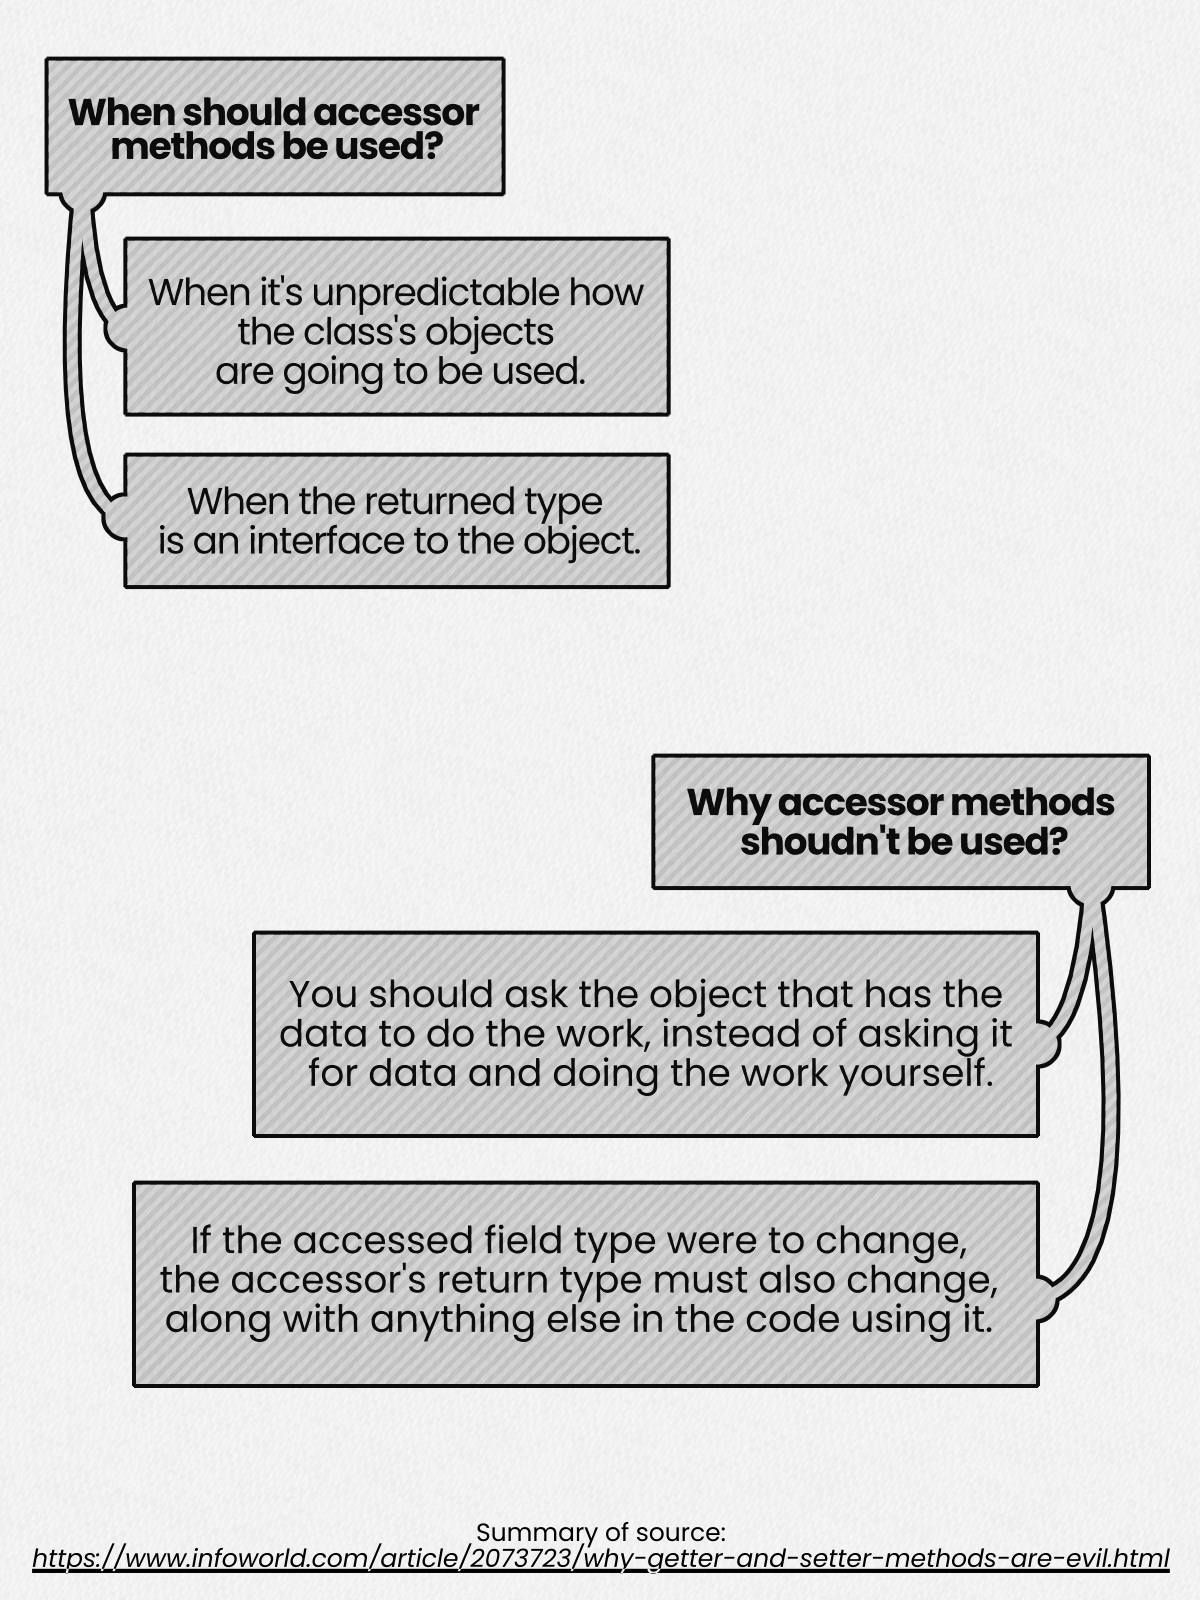 When should accessor
methods be used?
When it's unpredictable how
the class's objects
are going to be used.
When the returned type
is an interface to the object.
Why accessor methods
shoudn't be used?
You should ask the object that has the
data to do the work, instead of asking it
for data and doing the work yourself.
If the accessed field type were to change,
the accessor's return type must also change,
along with anything else in the code using it.
Summary of source:
https://www.infoworld.com/article/2073723/why-getter-and-setter-methods-are-evil.html